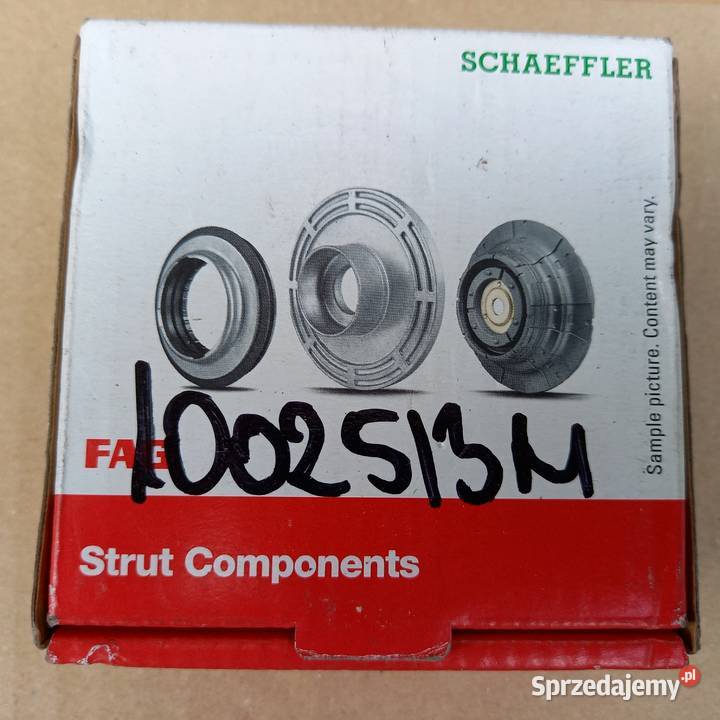 SCHAEFFLER
Sample picture. Content may vary.
FAG
1002513M
Strut Components
Sprzedajemy.pl